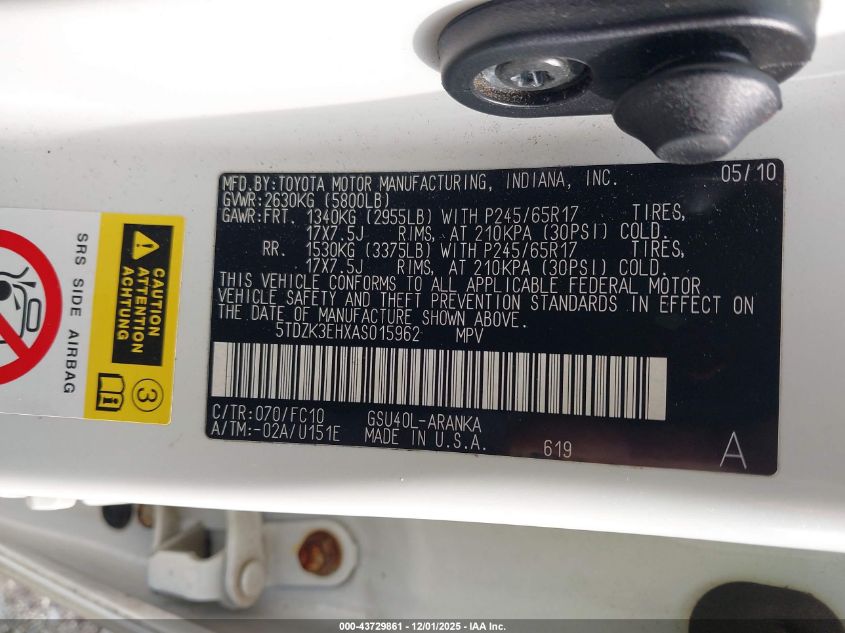 MFD.BY:TOYOTA MOTOR MANUFACTURING, INDIANA, INC. 05/10
GVWR:2630KG (5800LB)
GAWR:FRT. 1340KG (2955LB) WITH P245/65R17 TIRES,
17X7.5J RIMS, AT 210KPA (30PSI) COLD.
RR. 1530KG (3375LB) WITH P245/65R17 TIRES,
17X7.5J RIMS, AT 210KPA (30PSI) COLD.
THIS VEHICLE CONFORMS TO ALL APPLICABLE FEDERAL MOTOR
VEHICLE SAFETY AND THEFT PREVENTION STANDARDS IN EFFECT ON
THE DATE OF MANUFACTURE SHOWN ABOVE.
5TDZK3EHXAS015962 MPV
C/TR:070/FC10 GSU40L-ARANKA
A/TM:-02A/U151E MADE IN U.S.A. 619 A
SRS SIDE AIRBAG
CAUTION
ATTENTION
ACHTUNG
3
000-43729861 - 12/01/2025 - IAA Inc.